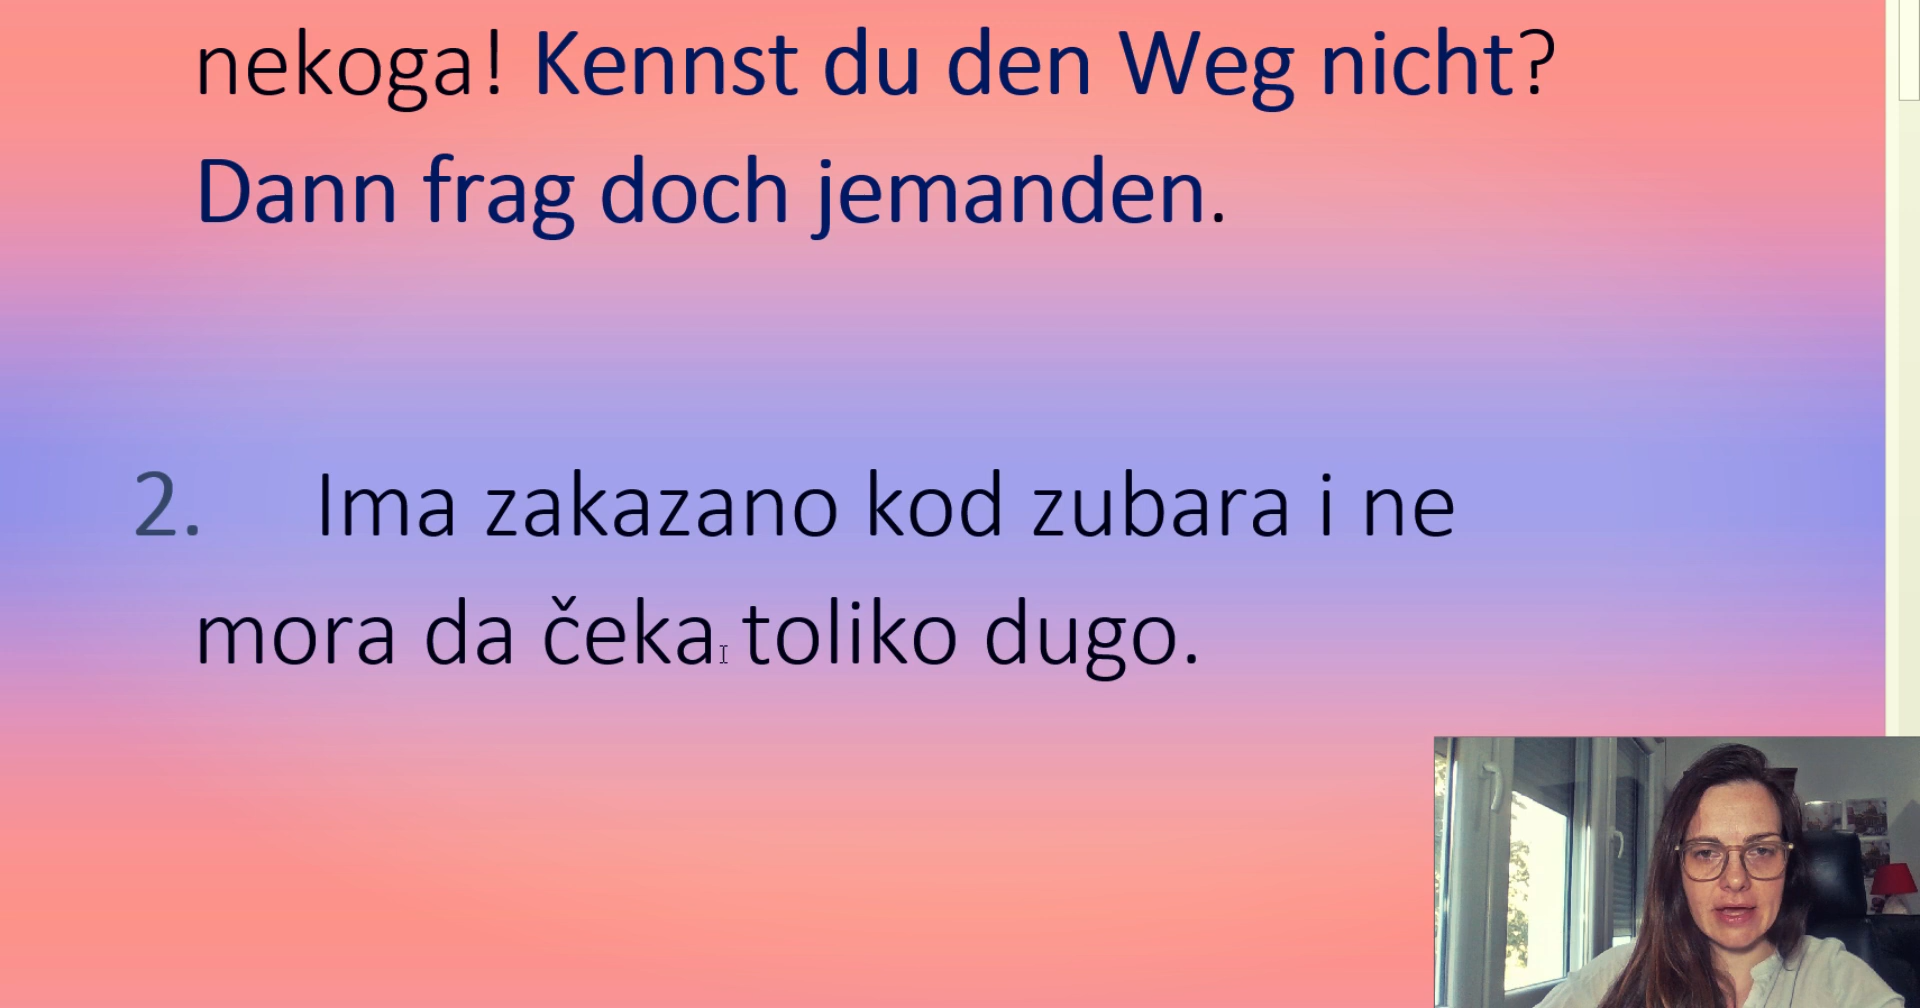 nekoga! Kennst du den Weg nicht?
Dann frag doch jemanden.
2. Ima zakazano kod zubara i ne
mora da čeka toliko dugo.